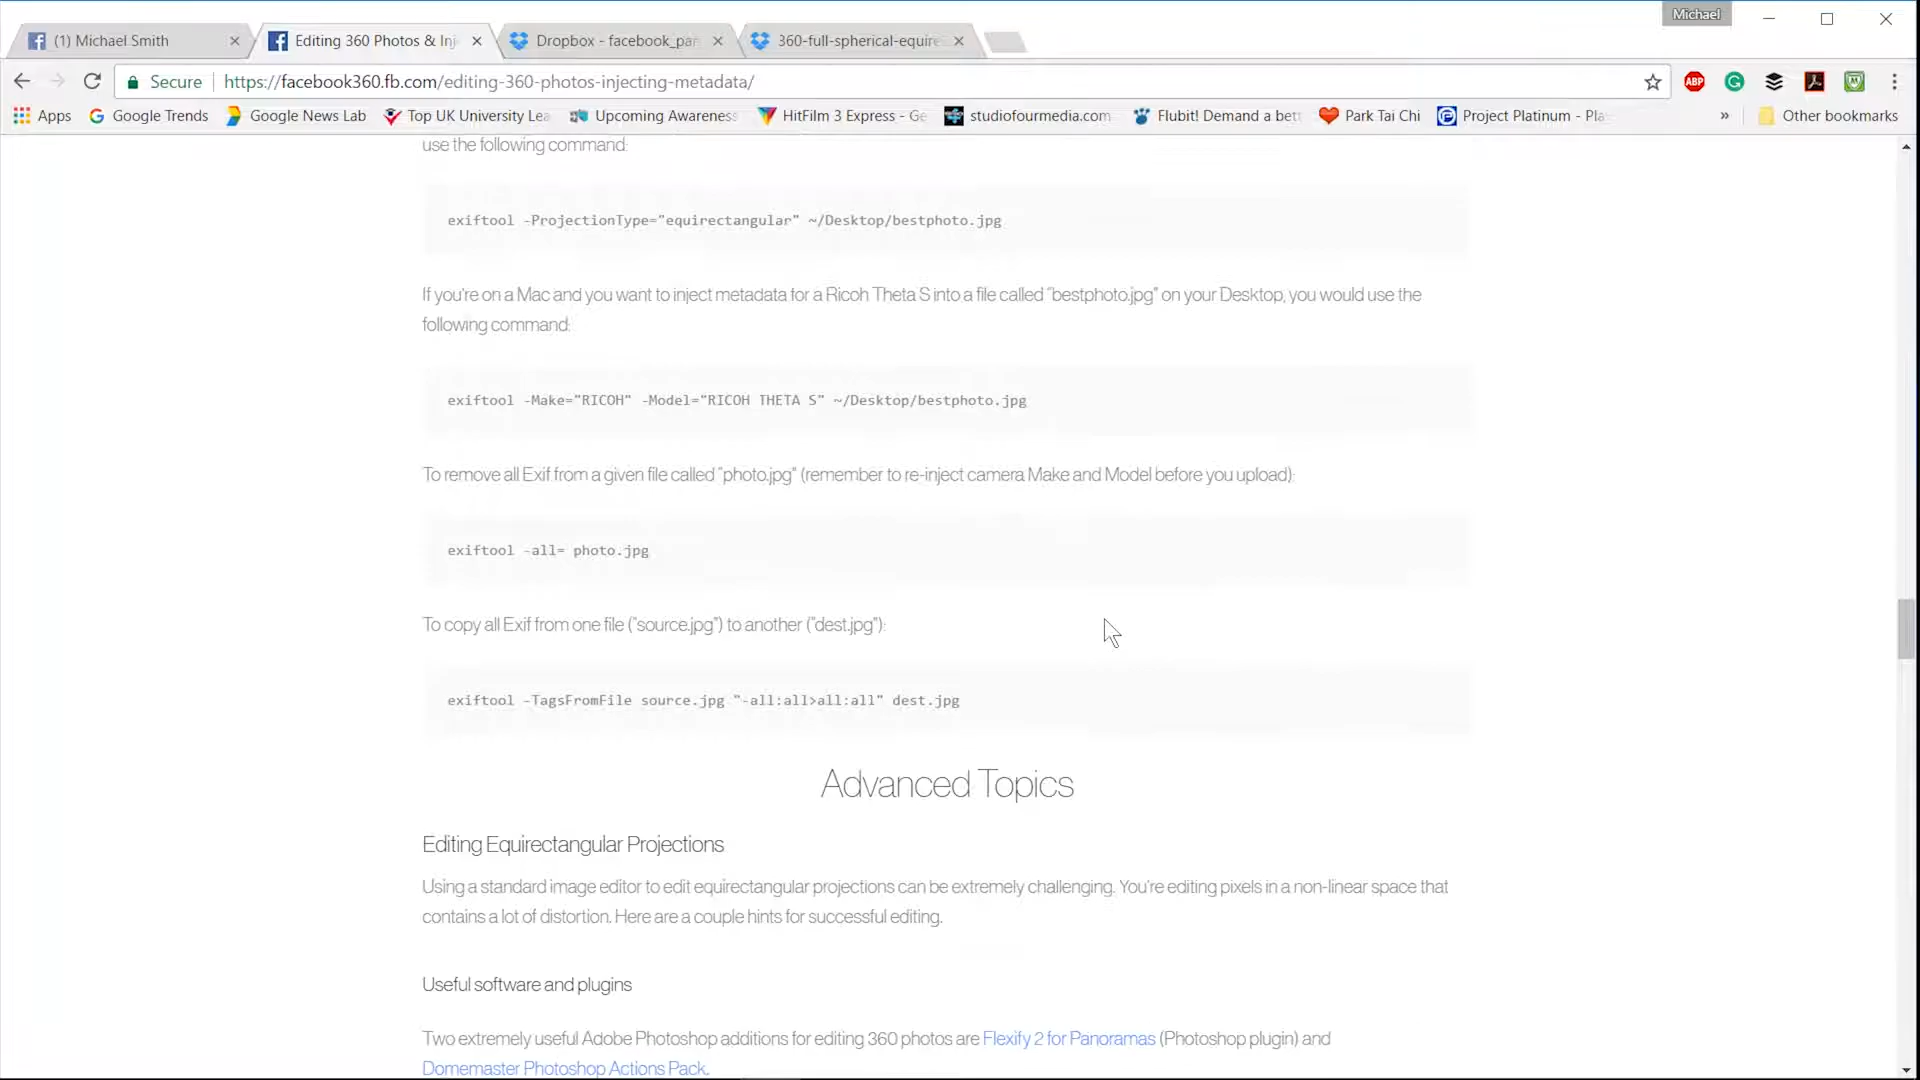 Michael
(1) Michael Smith
Editing 360 Photos & Inj
Dropbox - facebook_pan
360-full-spherical-equire
Secure https://facebook360.fb.com/editing-360-photos-injecting-metadata/
ABP
Apps Google Trends Google News Lab Top UK University Lea Upcoming Awareness HitFilm 3 Express - Ge studiofourmedia.com Flubit! Demand a bett Park Tai Chi Project Platinum - Pla » Other bookmarks
use the following command:
exiftool -ProjectionType="equirectangular" ~/Desktop/bestphoto.jpg
If you're on a Mac and you want to inject metadata for a Ricoh Theta S into a file called "bestphoto.jpg" on your Desktop, you would use the
following command:
exiftool -Make="RICOH" -Model="RICOH THETA S" ~/Desktop/bestphoto.jpg
To remove all Exif from a given file called "photo.jpg" (remember to re-inject camera Make and Model before you upload):
exiftool -all= photo.jpg
To copy all Exif from one file ("source.jpg") to another ("dest.jpg"):
exiftool -TagsFromFile source.jpg "-all:all>all:all" dest.jpg
Advanced Topics
Editing Equirectangular Projections
Using a standard image editor to edit equirectangular projections can be extremely challenging. You're editing pixels in a non-linear space that
contains a lot of distortion. Here are a couple hints for successful editing.
Useful software and plugins
Two extremely useful Adobe Photoshop additions for editing 360 photos are Flexify 2 for Panoramas (Photoshop plugin) and
Domemaster Photoshop Actions Pack.